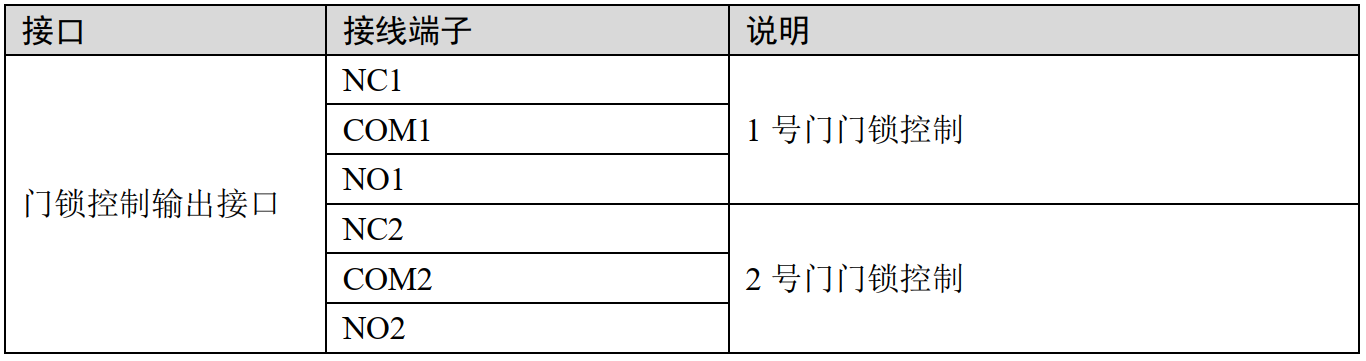 接口 接线端子 说明
NC1
COM1
1 号门门锁控制
NO1
门锁控制输出接口
NC2
COM2
2 号门门锁控制
NO2